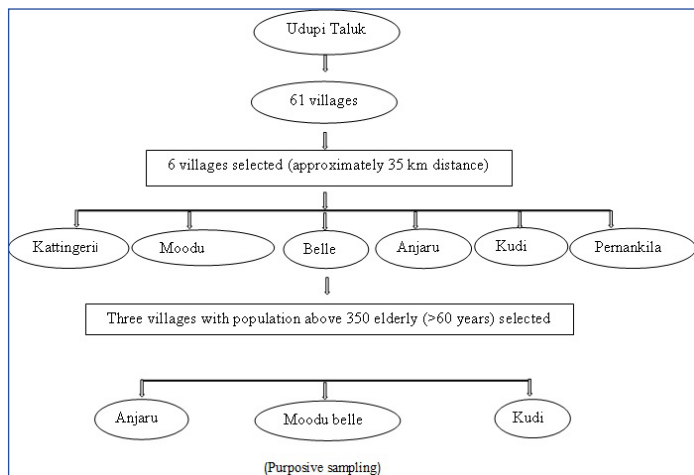 Udupi Taluk
61 villages
6 villages selected (approximately 35 km distance)
Kattingerii Moodu Belle Anjaru Kudi Pernankila
Three villages with population above 350 elderly (>60 years) selected
Anjaru Moodu belle Kudi
(Purposive sampling)